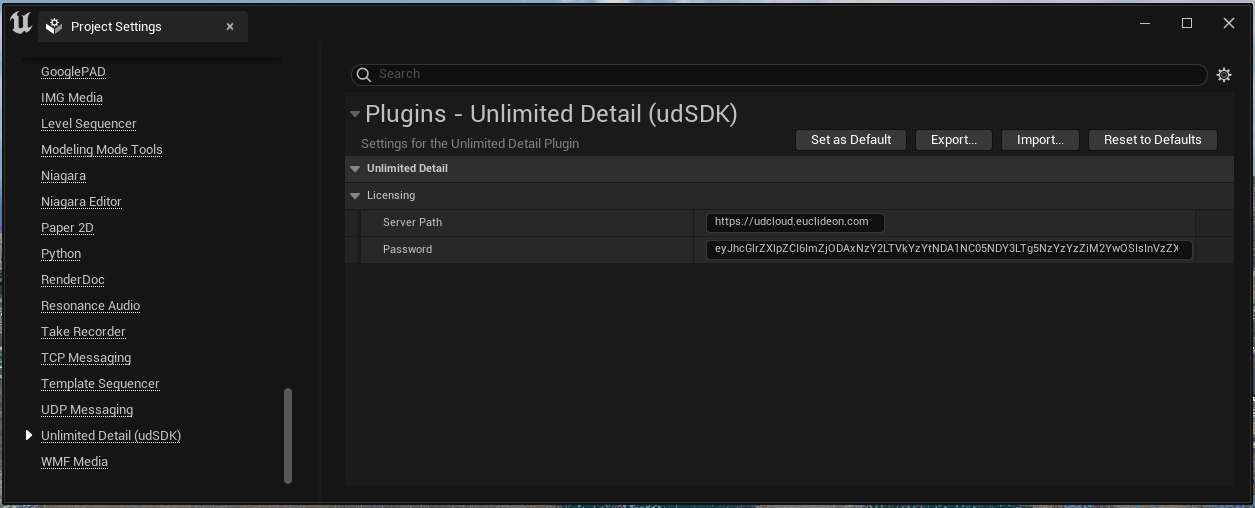 Project Settings
GooglePAD
IMG Media
Level Sequencer
Modeling Mode Tools
Niagara
Niagara Editor
Paper 2D
Python
RenderDoc
Resonance Audio
Take Recorder
TCP Messaging
Template Sequencer
UDP Messaging
Unlimited Detail (udSDK)
WMF Media
Search
Plugins - Unlimited Detail (udSDK)
Settings for the Unlimited Detail Plugin
Set as Default
Export...
Import...
Reset to Defaults
Unlimited Detail
Licensing
Server Path
https://udcloud.euclideon.com
Password